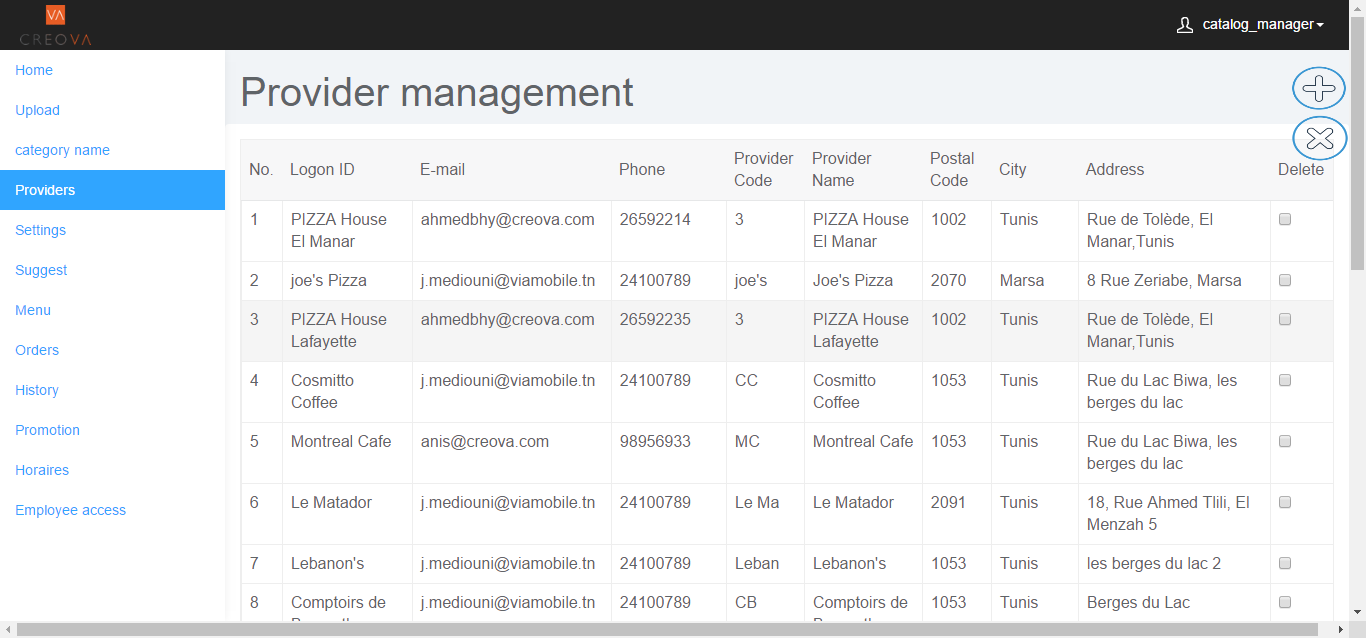 VA
CREOVA
catalog_manager
Home
Upload
category name
Providers
Settings
Suggest
Menu
Orders
History
Promotion
Horaires
Employee access
Provider management
No. Logon ID E-mail Phone Provider Code Provider Name Postal Code City Address Delete
1 PIZZA House El Manar ahmedbhy@creova.com 26592214 3 PIZZA House El Manar 1002 Tunis Rue de Tolède, El Manar,Tunis
2 joe's Pizza j.mediouni@viamobile.tn 24100789 joe's Joe's Pizza 2070 Marsa 8 Rue Zeriabe, Marsa
3 PIZZA House Lafayette ahmedbhy@creova.com 26592235 3 PIZZA House Lafayette 1002 Tunis Rue de Tolède, El Manar,Tunis
4 Cosmitto Coffee j.mediouni@viamobile.tn 24100789 CC Cosmitto Coffee 1053 Tunis Rue du Lac Biwa, les berges du lac
5 Montreal Cafe anis@creova.com 98956933 MC Montreal Cafe 1053 Tunis Rue du Lac Biwa, les berges du lac
6 Le Matador j.mediouni@viamobile.tn 24100789 Le Ma Le Matador 2091 Tunis 18, Rue Ahmed Tlili, El Menzah 5
7 Lebanon's j.mediouni@viamobile.tn 24100789 Leban Lebanon's 1053 Tunis les berges du lac 2
8 Comptoirs de j.mediouni@viamobile.tn 24100789 CB Comptoirs de 1053 Tunis Berges du Lac